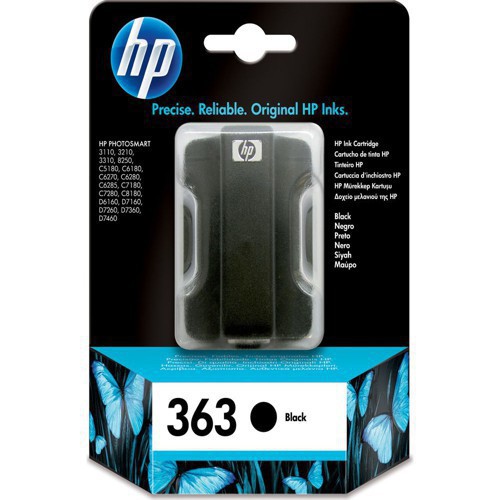 hp
Precise. Reliable. Original HP Inks.
HP PHOTOSMART
3110, 3210,
3310, 8250,
C5180, C6180,
C6270, C6280,
C6285, C7180,
C7280, C8180,
D6160, D7160,
D7260, D7360,
D7460
hp
HP Ink Cartridge
Cartucho de tinta HP
Tinteiro HP
Cartuccia d'inchiostro HP
HP Mürekkep Kartuşu
Δοχείο μελανιού της HP
Black
Negro
Preto
Nero
Siyah
Μαύρο
363 Black